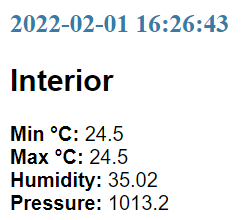 2022-02-01 16:26:43
Interior
Min °C: 24.5
Max °C: 24.5
Humidity: 35.02
Pressure: 1013.2